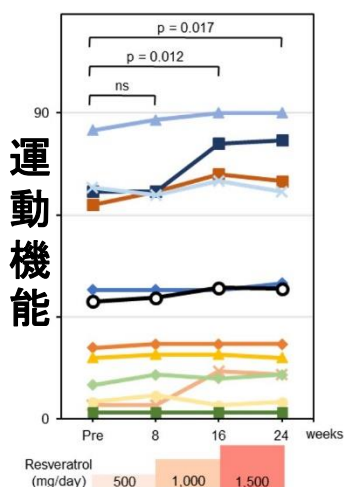 p = 0.017
p = 0.012
ns
90
運動機能
0
Pre 8 16 24 weeks
Resveratrol
(mg/day) 500 1,000 1,500